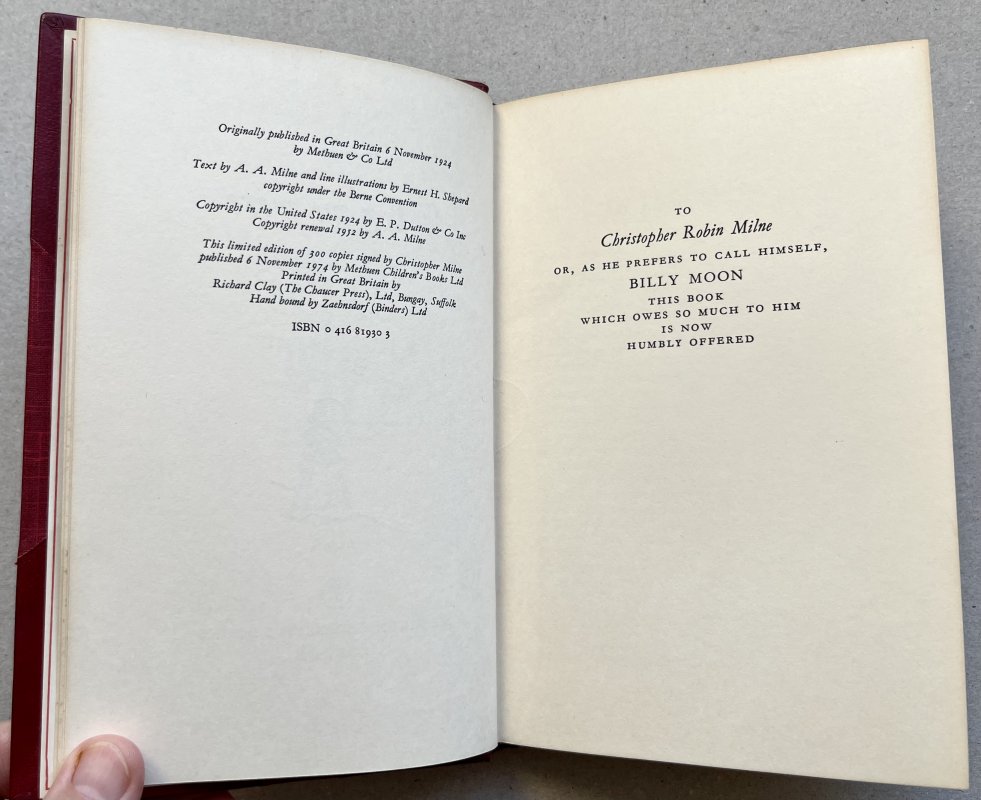 Originally published in Great Britain 6 November 1924
by Methuen & Co Ltd
Text by A. A. Milne and line illustrations by Ernest H. Shepard
copyright under the Berne Convention
Copyright in the United States 1924 by E. P. Dutton & Co Inc
Copyright renewal 1952 by A. A. Milne
This limited edition of 300 copies signed by Christopher Milne
published 6 November 1974 by Methuen Children's Books Ltd
Printed in Great Britain by
Richard Clay (The Chaucer Press), Ltd, Bungay, Suffolk
Hand bound by Zaehnsdorf (Binders) Ltd
ISBN 0 416 81930 3
TO
Christopher Robin Milne
OR, AS HE PREFERS TO CALL HIMSELF,
BILLY MOON
THIS BOOK
WHICH OWES SO MUCH TO HIM
IS NOW
HUMBLY OFFERED